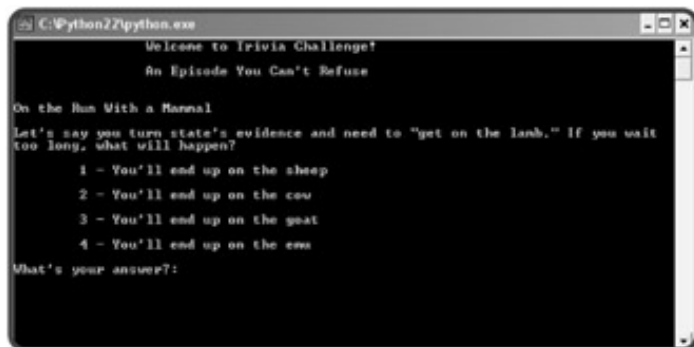 C:\Python22\python.exe
Welcome to Trivia Challenge!
An Episode You Can't Refuse
On the Run With a Mammal
Let's say you turn state's evidence and need to "get on the lamb." If you wait
too long, what will happen?
1 - You'll end up on the sheep
2 - You'll end up on the cow
3 - You'll end up on the goat
4 - You'll end up on the emu
What's your answer?: